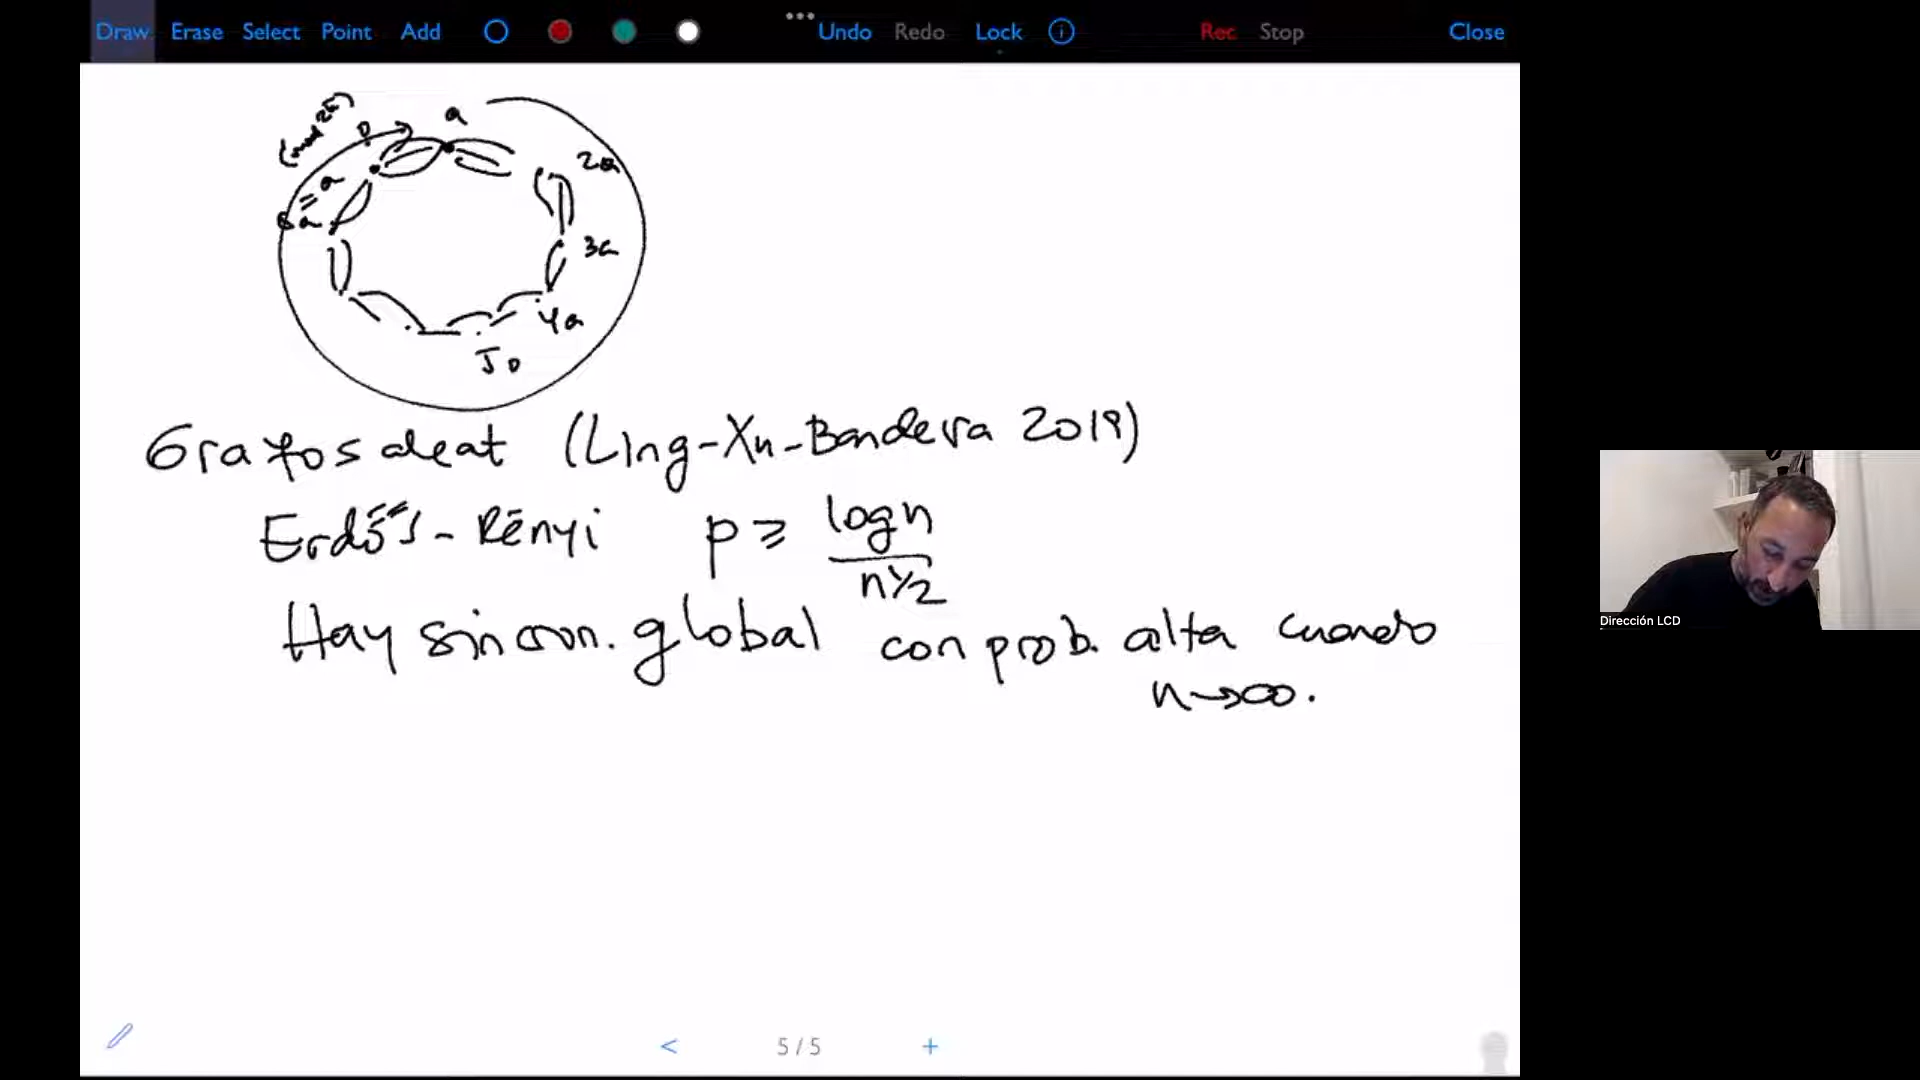 Draw Erase Select Point Add Undo Redo Lock Rec Stop Close
a
(mod 2π)
0
2a
a
=
6a
3a
4a
Grafos aleat (Ling-Xu-Bandeira 2019)
Erdős-Rényi p ≥ log n / n^1/2
Hay sincron. global con prob. alta cuando
n→∞.
Dirección LCD
< 5/5 +